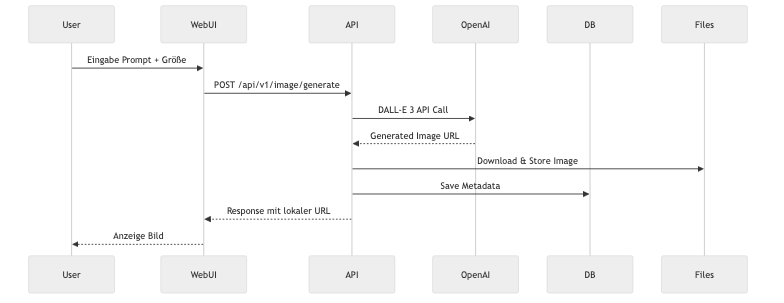 User
WebUI
API
OpenAI
DB
Files
Eingabe Prompt + Größe
POST /api/v1/image/generate
DALL-E 3 API Call
Generated Image URL
Download & Store Image
Save Metadata
Response mit lokaler URL
Anzeige Bild
User
WebUI
API
OpenAI
DB
Files